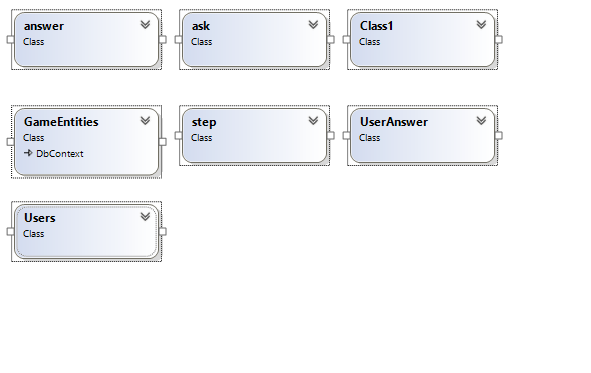 answer
Class
ask
Class
Class1
Class
GameEntities
Class
DbContext
step
Class
UserAnswer
Class
Users
Class